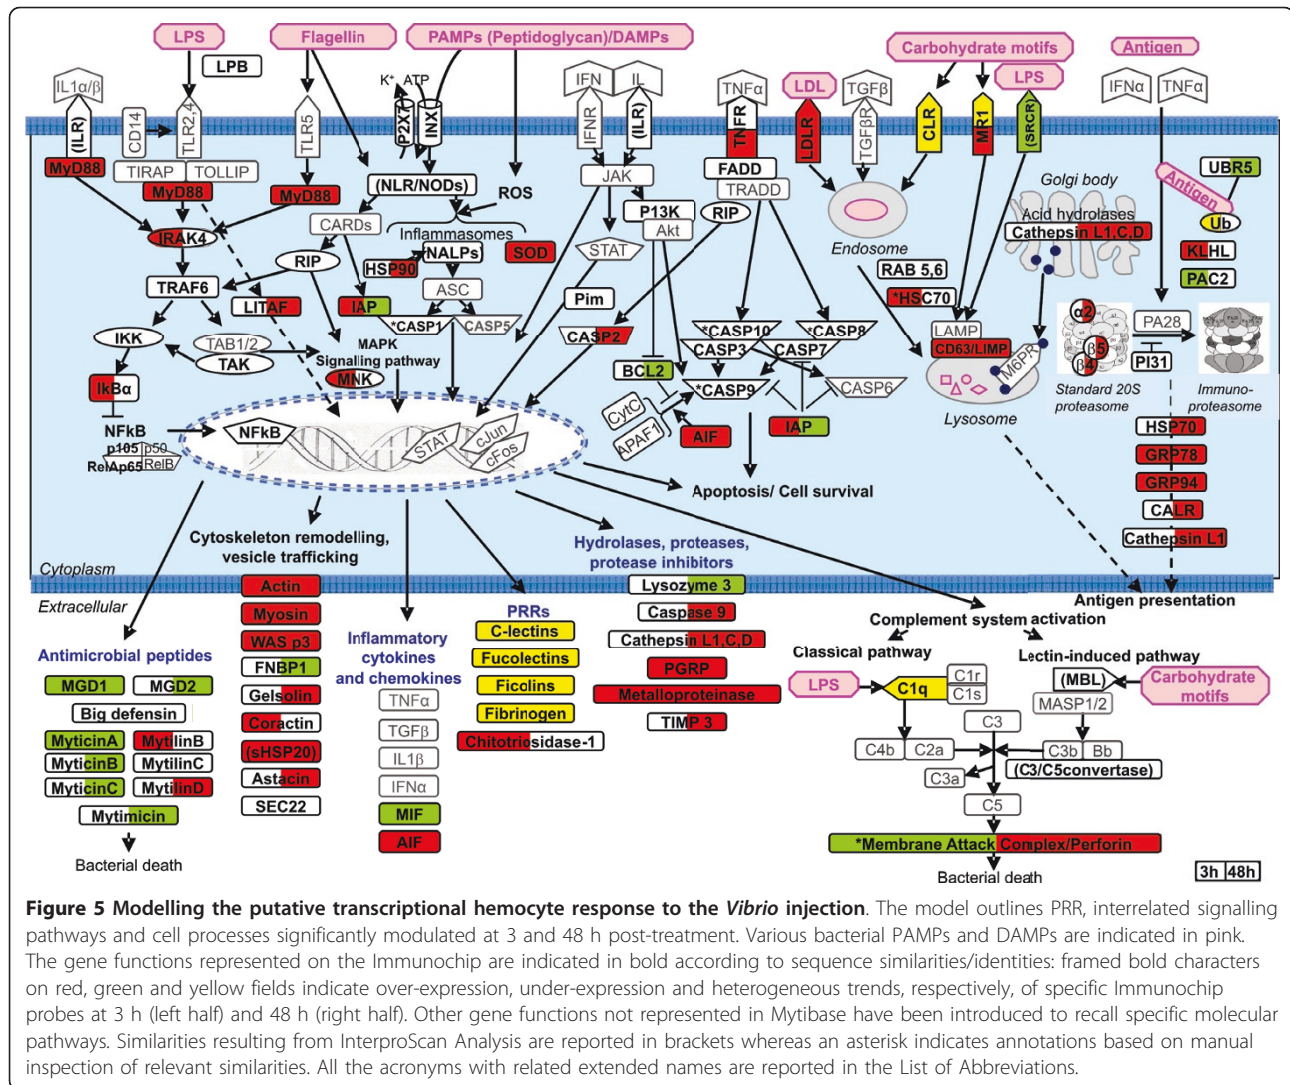 LPS
Flagellin
PAMPs (Peptidoglycan)/DAMPs
Carbohydrate motifs
Antigen
LPB
K⁺
ATP
IFN
IL
TNFα
LDL
TGFβ
LPS
IFNα
TNFα
IL1α/β
(ILR)
CD14
TLR2,4
TLR5
P2X7
INX
IFNR
(ILR)
TNFR
LDLR
TGFBR
CLR
MR1
(SRCR)
MyD88
TIRAP
TOLLIP
MyD88
MyD88
(NLR/NODs)
ROS
JAK
FADD
TRADD
Golgi body
UBR5
Antigen
Ub
IRAK4
CARDs
Inflammasomes
P13K
Akt
RIP
Acid hydrolases
Cathepsin L1,C,D
RIP
HSP90
NALPs
SOD
STAT
Endosome
KLHL
TRAF6
LITAF
IAP
ASC
Pim
RAB 5,6
*HSC70
PAC2
IKK
TAB1/2
TAK
*CASP1
CASP5
CASP2
*CASP10
*CASP8
CASP3
CASP7
LAMP
CD63/LIMP
M6PR
α2
β5
β4
PA28
PI31
MAPK
Signalling pathway
MNK
IkBα
BCL2
*CASP9
CASP6
Lysosome
Standard 20S
proteasome
Immuno-
proteasome
NFkB
p105
p50
RelAp65
RelB
NFkB
STAT
cJun
cFos
CytC
APAF1
AIF
IAP
HSP70
GRP78
GRP94
CALR
Cathepsin L1
Apoptosis/ Cell survival
Cytoskeleton remodelling,
vesicle trafficking
Hydrolases, proteases,
protease inhibitors
Cytoplasm
Extracellular
Actin
Myosin
WAS p3
FNBP1
Gelsolin
Coractin
(sHSP20)
Astacin
SEC22
Antimicrobial peptides
MGD1
MGD2
Big defensin
MyticinA
MytilinB
MyticinB
MytilinC
MyticinC
MytilinD
Mytimicin
Bacterial death
Inflammatory
cytokines
and chemokines
TNFα
TGFβ
IL1β
IFNα
MIF
AIF
PRRs
C-lectins
Fucolectins
Ficolins
Fibrinogen
Chitotriosidase-1
Lysozyme 3
Caspase 9
Cathepsin L1,C,D
PGRP
Metalloproteinase
TIMP 3
Antigen presentation
Complement system activation
Classical pathway
Lectin-induced pathway
LPS
C1q
C1r
C1s
(MBL)
Carbohydrate
motifs
MASP1/2
C4b
C2a
C3
C3b
Bb
(C3/C5convertase)
C3a
C5
*Membrane Attack Complex/Perforin
Bacterial death
3h
48h
Figure 5 Modelling the putative transcriptional hemocyte response to the Vibrio injection. The model outlines PRR, interrelated signalling
pathways and cell processes significantly modulated at 3 and 48 h post-treatment. Various bacterial PAMPs and DAMPs are indicated in pink.
The gene functions represented on the Immunochip are indicated in bold according to sequence similarities/identities: framed bold characters
on red, green and yellow fields indicate over-expression, under-expression and heterogeneous trends, respectively, of specific Immunochip
probes at 3 h (left half) and 48 h (right half). Other gene functions not represented in Mytibase have been introduced to recall specific molecular
pathways. Similarities resulting from InterproScan Analysis are reported in brackets whereas an asterisk indicates annotations based on manual
inspection of relevant similarities. All the acronyms with related extended names are reported in the List of Abbreviations.